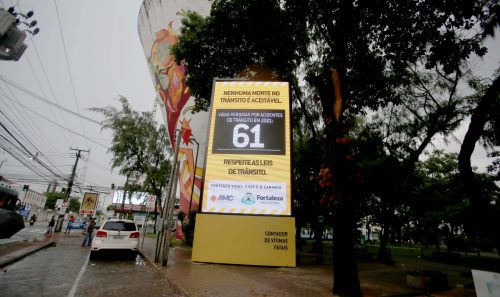 NENHUMA MORTE NO
TRÂNSITO É ACEITÁVEL.
VIDAS PERDIDAS POR ACIDENTES
DE TRÂNSITO EM 2021:
61
RESPEITE AS LEIS
DE TRÂNSITO.
AMC
Fortaleza
PREFEITURA
CONTADOR
DE VÍTIMAS
FATAIS